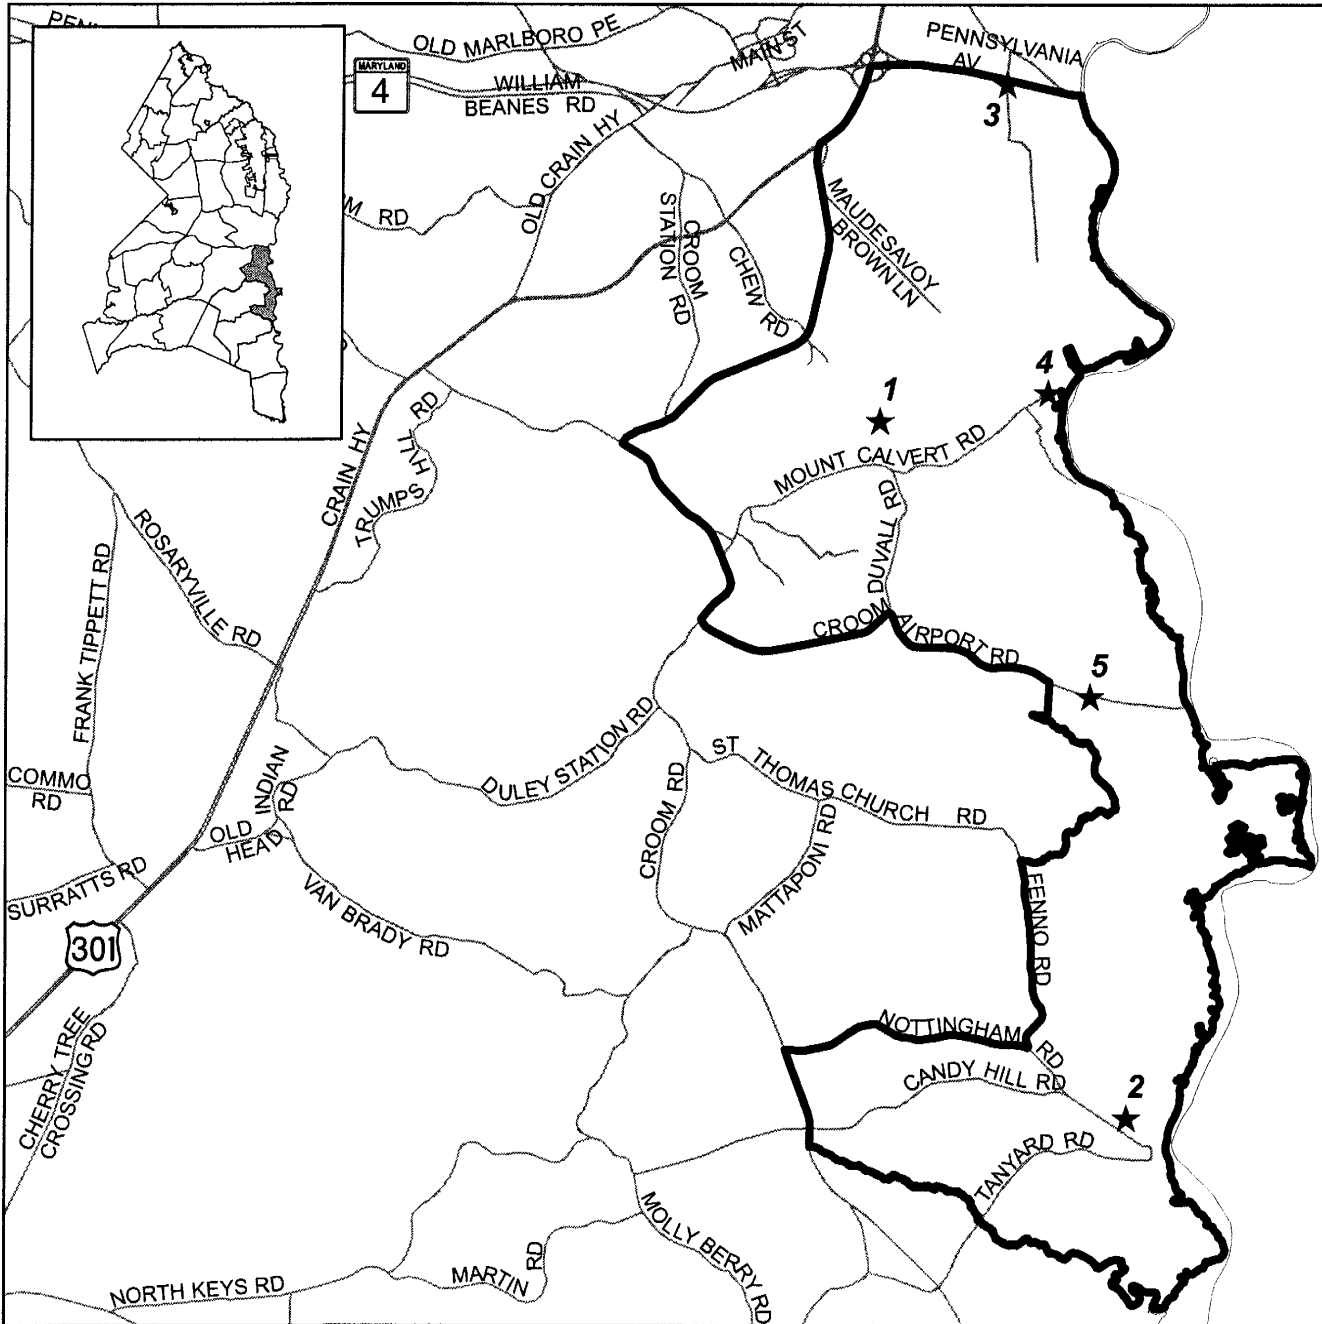 PEN
OLD MARLBORO PE
MAIN ST
PENNSYLVANIA
AV
MARYLAND
4
WILLIAM
BEANES RD
3
OLD CRAIN HY
M RD
STATION RD
CROOM
CHEW RD
MAUDESAVOY
BROWN LN
4
1
TRUMPS
HILL
RD
CRAIN HY
MOUNT CALVERT RD
DUVALL RD
ROSARYVILLE RD
FRANK TIPPETT RD
CROOM AIRPORT RD
5
DULEY STATION RD
ST THOMAS CHURCH RD
COMMO
RD
INDIAN
RD
OLD
HEAD
CROOM RD
MATTAPONI RD
SURRATTS RD
VAN BRADY RD
FENNO RD
301
NOTTINGHAM RD
CHERRY TREE
CROSSING RD
CANDY HILL RD
2
TANYARD RD
MOLLY BERRY RD
MARTIN RD
NORTH KEYS RD